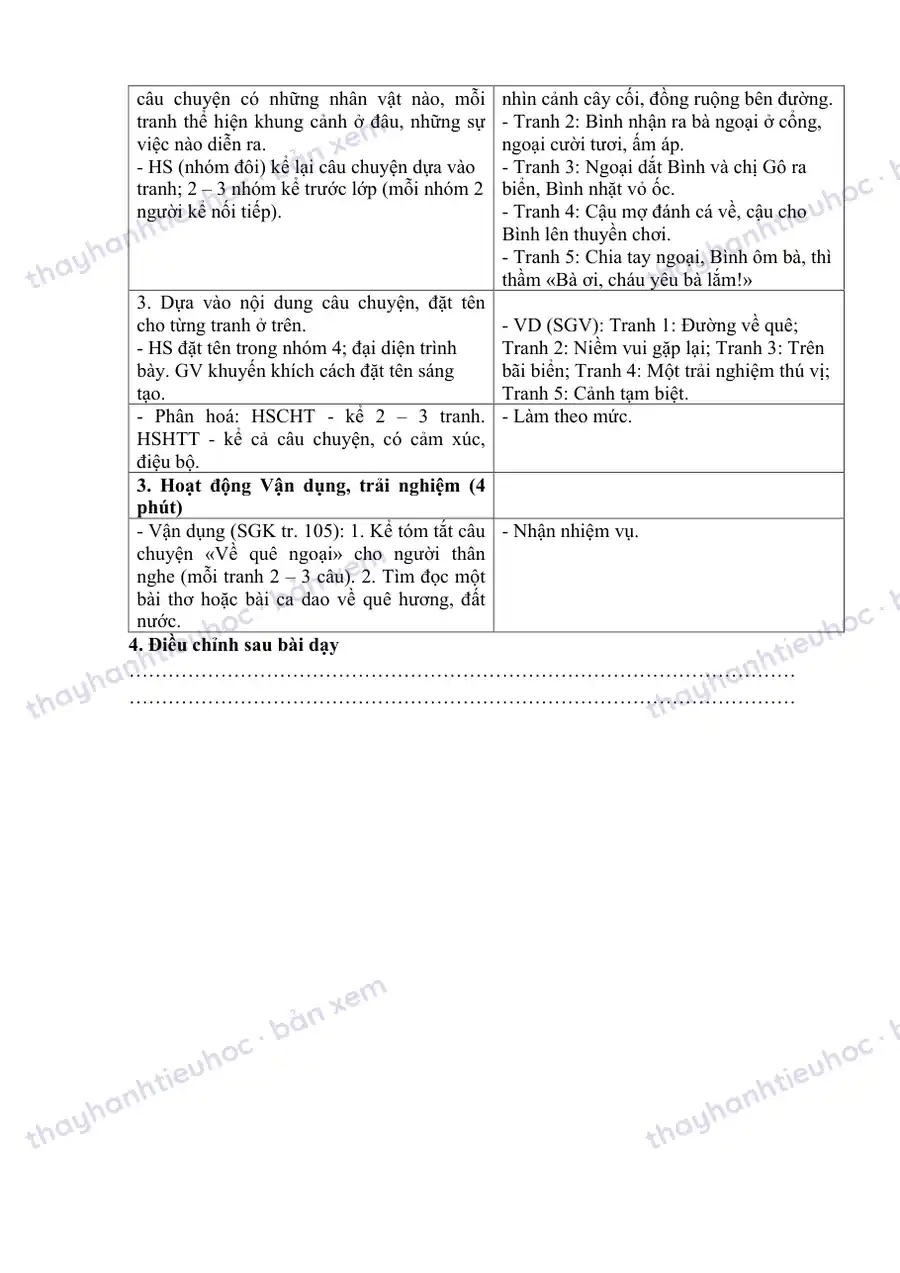 câu chuyện có những nhân vật nào, mỗi
tranh thể hiện khung cảnh ở đâu, những sự
việc nào diễn ra.
- HS (nhóm đôi) kể lại câu chuyện dựa vào
tranh; 2 – 3 nhóm kể trước lớp (mỗi nhóm 2
người kể nối tiếp).
nhìn cảnh cây cối, đồng ruộng bên đường.
- Tranh 2: Bình nhận ra bà ngoại ở cổng,
ngoại cười tươi, ấm áp.
- Tranh 3: Ngoại dắt Bình và chị Gô ra
biển, Bình nhặt vỏ ốc.
- Tranh 4: Cậu mợ đánh cá về, cậu cho
Bình lên thuyền chơi.
- Tranh 5: Chia tay ngoại, Bình ôm bà, thì
thầm «Bà ơi, cháu yêu bà lắm!»
3. Dựa vào nội dung câu chuyện, đặt tên
cho từng tranh ở trên.
- HS đặt tên trong nhóm 4; đại diện trình
bày. GV khuyến khích cách đặt tên sáng
tạo.
- VD (SGV): Tranh 1: Đường về quê;
Tranh 2: Niềm vui gặp lại; Tranh 3: Trên
bãi biển; Tranh 4: Một trải nghiệm thú vị;
Tranh 5: Cảnh tạm biệt.
- Phân hoá: HSCHT - kể 2 – 3 tranh.
HSHTT - kể cả câu chuyện, có cảm xúc,
điệu bộ.
- Làm theo mức.
3. Hoạt động Vận dụng, trải nghiệm (4
phút)
- Vận dụng (SGK tr. 105): 1. Kể tóm tắt câu
chuyện «Về quê ngoại» cho người thân
nghe (mỗi tranh 2 – 3 câu). 2. Tìm đọc một
bài thơ hoặc bài ca dao về quê hương, đất
nước.
- Nhận nhiệm vụ.
4. Điều chỉnh sau bài dạy
thayhanhtieuhoc · bản xem
thayhanhtieuhoc · b
thayhanhtieuhoc · bản xem
thayhanhtieuhoc · b
thayhanhtieuhoc · bản xem
thayhanhtieuhoc · b